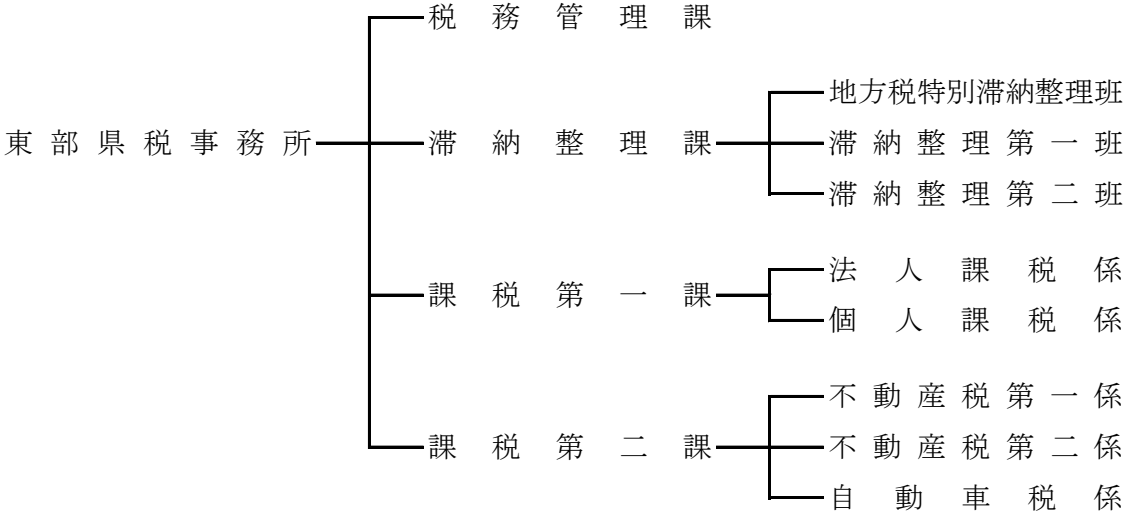 税務管理課
地方税特別滞納整理班
東部県税事務所
滞納整理課
滞納整理第一班
滞納整理第二班
法人課税係
課税第一課
個人課税係
不動産税第一係
課税第二課
不動産税第二係
自動車税係